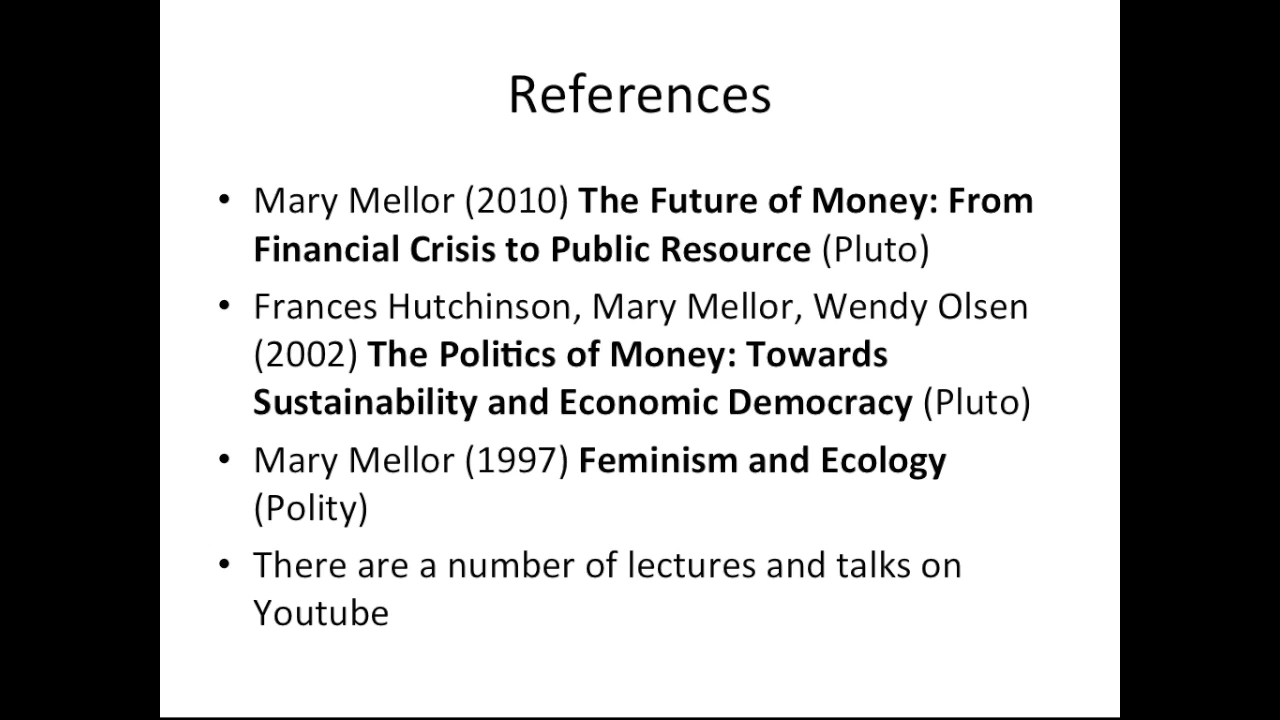 References
• Mary Mellor (2010) The Future of Money: From
Financial Crisis to Public Resource (Pluto)
• Frances Hutchinson, Mary Mellor, Wendy Olsen
(2002) The Politics of Money: Towards
Sustainability and Economic Democracy (Pluto)
• Mary Mellor (1997) Feminism and Ecology
(Polity)
• There are a number of lectures and talks on
Youtube